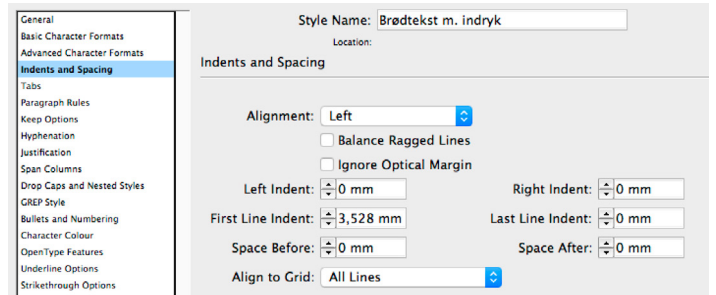 General
Basic Character Formats
Advanced Character Formats
Indents and Spacing
Tabs
Paragraph Rules
Keep Options
Hyphenation
Justification
Span Columns
Drop Caps and Nested Styles
GREP Style
Bullets and Numbering
Character Colour
OpenType Features
Underline Options
Strikethrough Options
Style Name: Brødtekst m. indryk
Location:
Indents and Spacing
Alignment: Left
Balance Ragged Lines
Ignore Optical Margin
Left Indent: 0 mm Right Indent: 0 mm
First Line Indent: 3,528 mm Last Line Indent: 0 mm
Space Before: 0 mm Space After: 0 mm
Align to Grid: All Lines